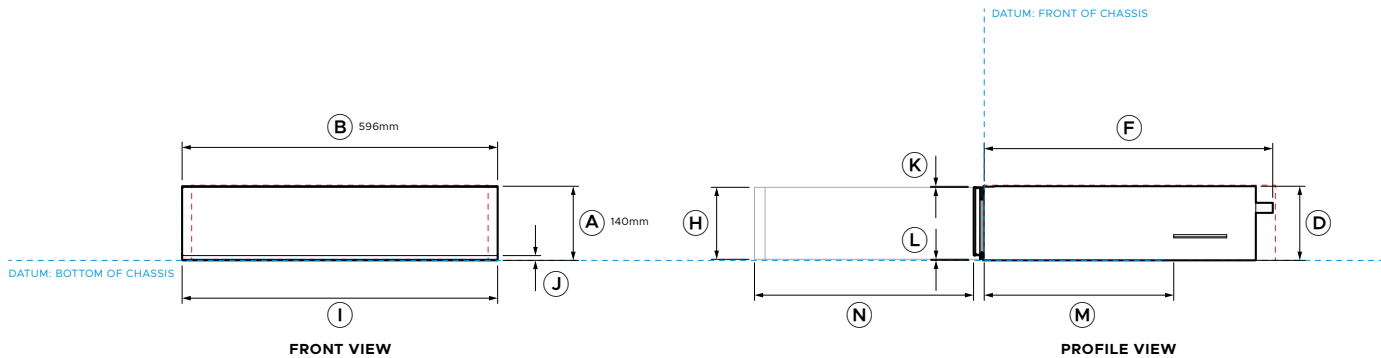 DATUM: FRONT OF CHASSIS
B 596mm
F
K
H
A 140mm
D
L
DATUM: BOTTOM OF CHASSIS
J
I
N
M
FRONT VIEW
PROFILE VIEW